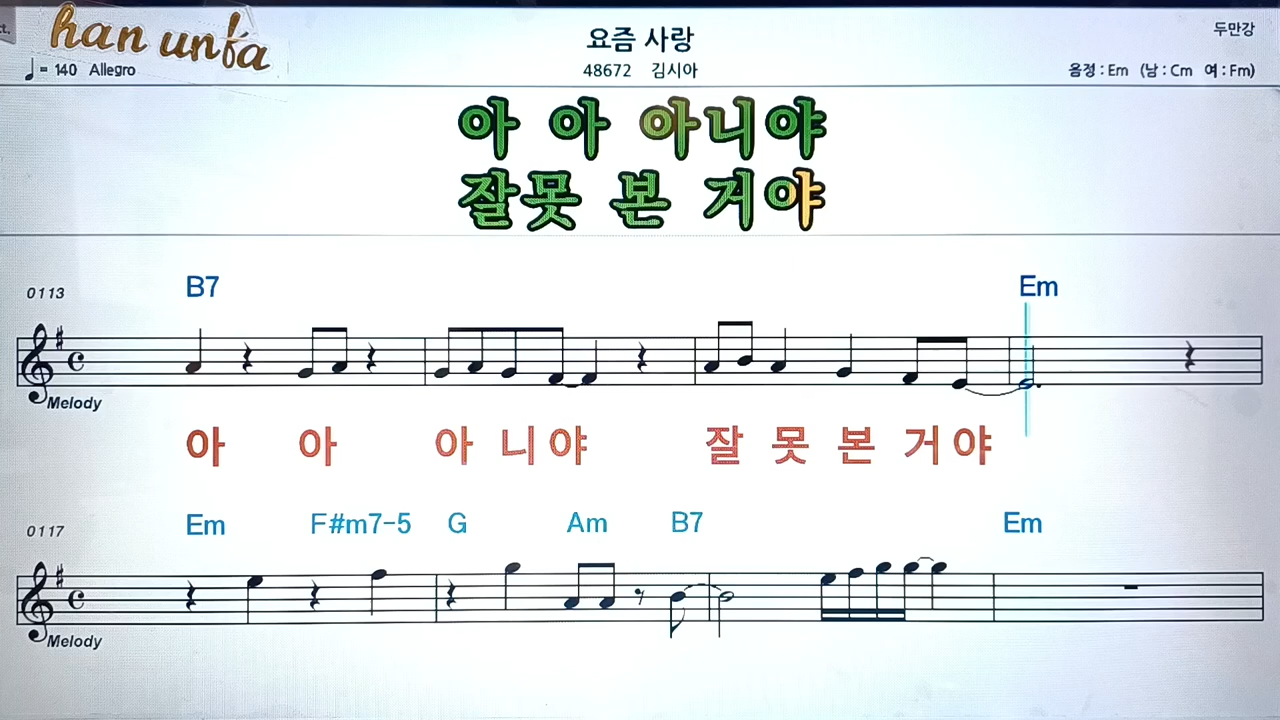 han unfa
요즘 사랑
두만강
♩= 140 Allegro
48672 김시아
음정 : Em (남 : Cm 여 : Fm)
아 아 아니야
잘못 본 거야
0113
B7 Em
Melody
아 아 아 니 야 잘 못 본 거 야
0117
Em F#m7-5 G Am B7 Em
Melody